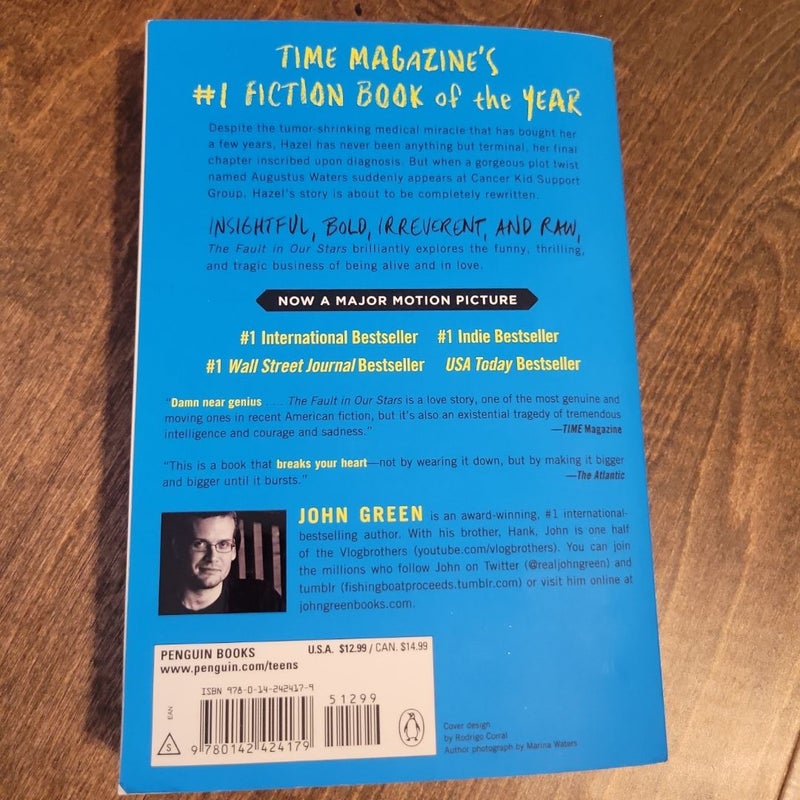 TIME MAGAZINE'S
#1 FICTION BOOK of the YEAR
Despite the tumor-shrinking medical miracle that has bought her
a few years, Hazel has never been anything but terminal, her final
chapter inscribed upon diagnosis. But when a gorgeous plot twist
named Augustus Waters suddenly appears at Cancer Kid Support
Group, Hazel's story is about to be completely rewritten.
INSIGHTFUL, BOLD, IRREVERENT, AND RAW,
The Fault in Our Stars brilliantly explores the funny, thrilling,
and tragic business of being alive and in love.
NOW A MAJOR MOTION PICTURE
#1 International Bestseller #1 Indie Bestseller
#1 Wall Street Journal Bestseller USA Today Bestseller
"Damn near genius . . . The Fault in Our Stars is a love story, one of the most genuine and
moving ones in recent American fiction, but it's also an existential tragedy of tremendous
intelligence and courage and sadness." —TIME Magazine
"This is a book that breaks your heart—not by wearing it down, but by making it bigger
and bigger until it bursts." —The Atlantic
JOHN GREEN is an award-winning, #1 international-
bestselling author. With his brother, Hank, John is one half
of the Vlogbrothers (youtube.com/vlogbrothers). You can join
the millions who follow John on Twitter (@realjohngreen) and
tumblr (fishingboatproceeds.tumblr.com) or visit him online at
johngreenbooks.com.
PENGUIN BOOKS U.S.A. $12.99 / CAN. $14.99
www.penguin.com/teens
ISBN 978-0-14-242417-9
51299
EAN
S
9 780142 424179
Cover design
by Rodrigo Corral
Author photograph by Marina Waters